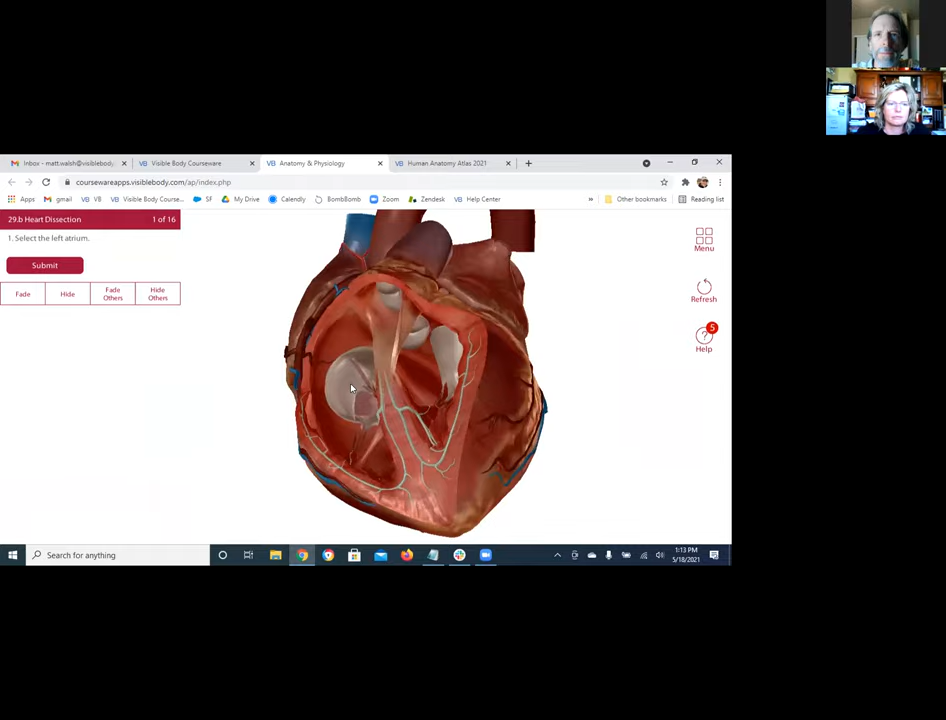 Inbox - matt.walsh@visiblebody
Visible Body Courseware
Anatomy & Physiology
Human Anatomy Atlas 2021
coursewareapps.visiblebody.com/ap/index.php
Apps gmail VB Visible Body Course... SF My Drive Calendly BombBomb Zoom Zendesk Help Center » Other bookmarks Reading list
29.b Heart Dissection 1 of 16
1. Select the left atrium.
Submit
Fade
Hide
Fade Others
Hide Others
Menu
Refresh
5
Help
Search for anything
1:13 PM
5/18/2021